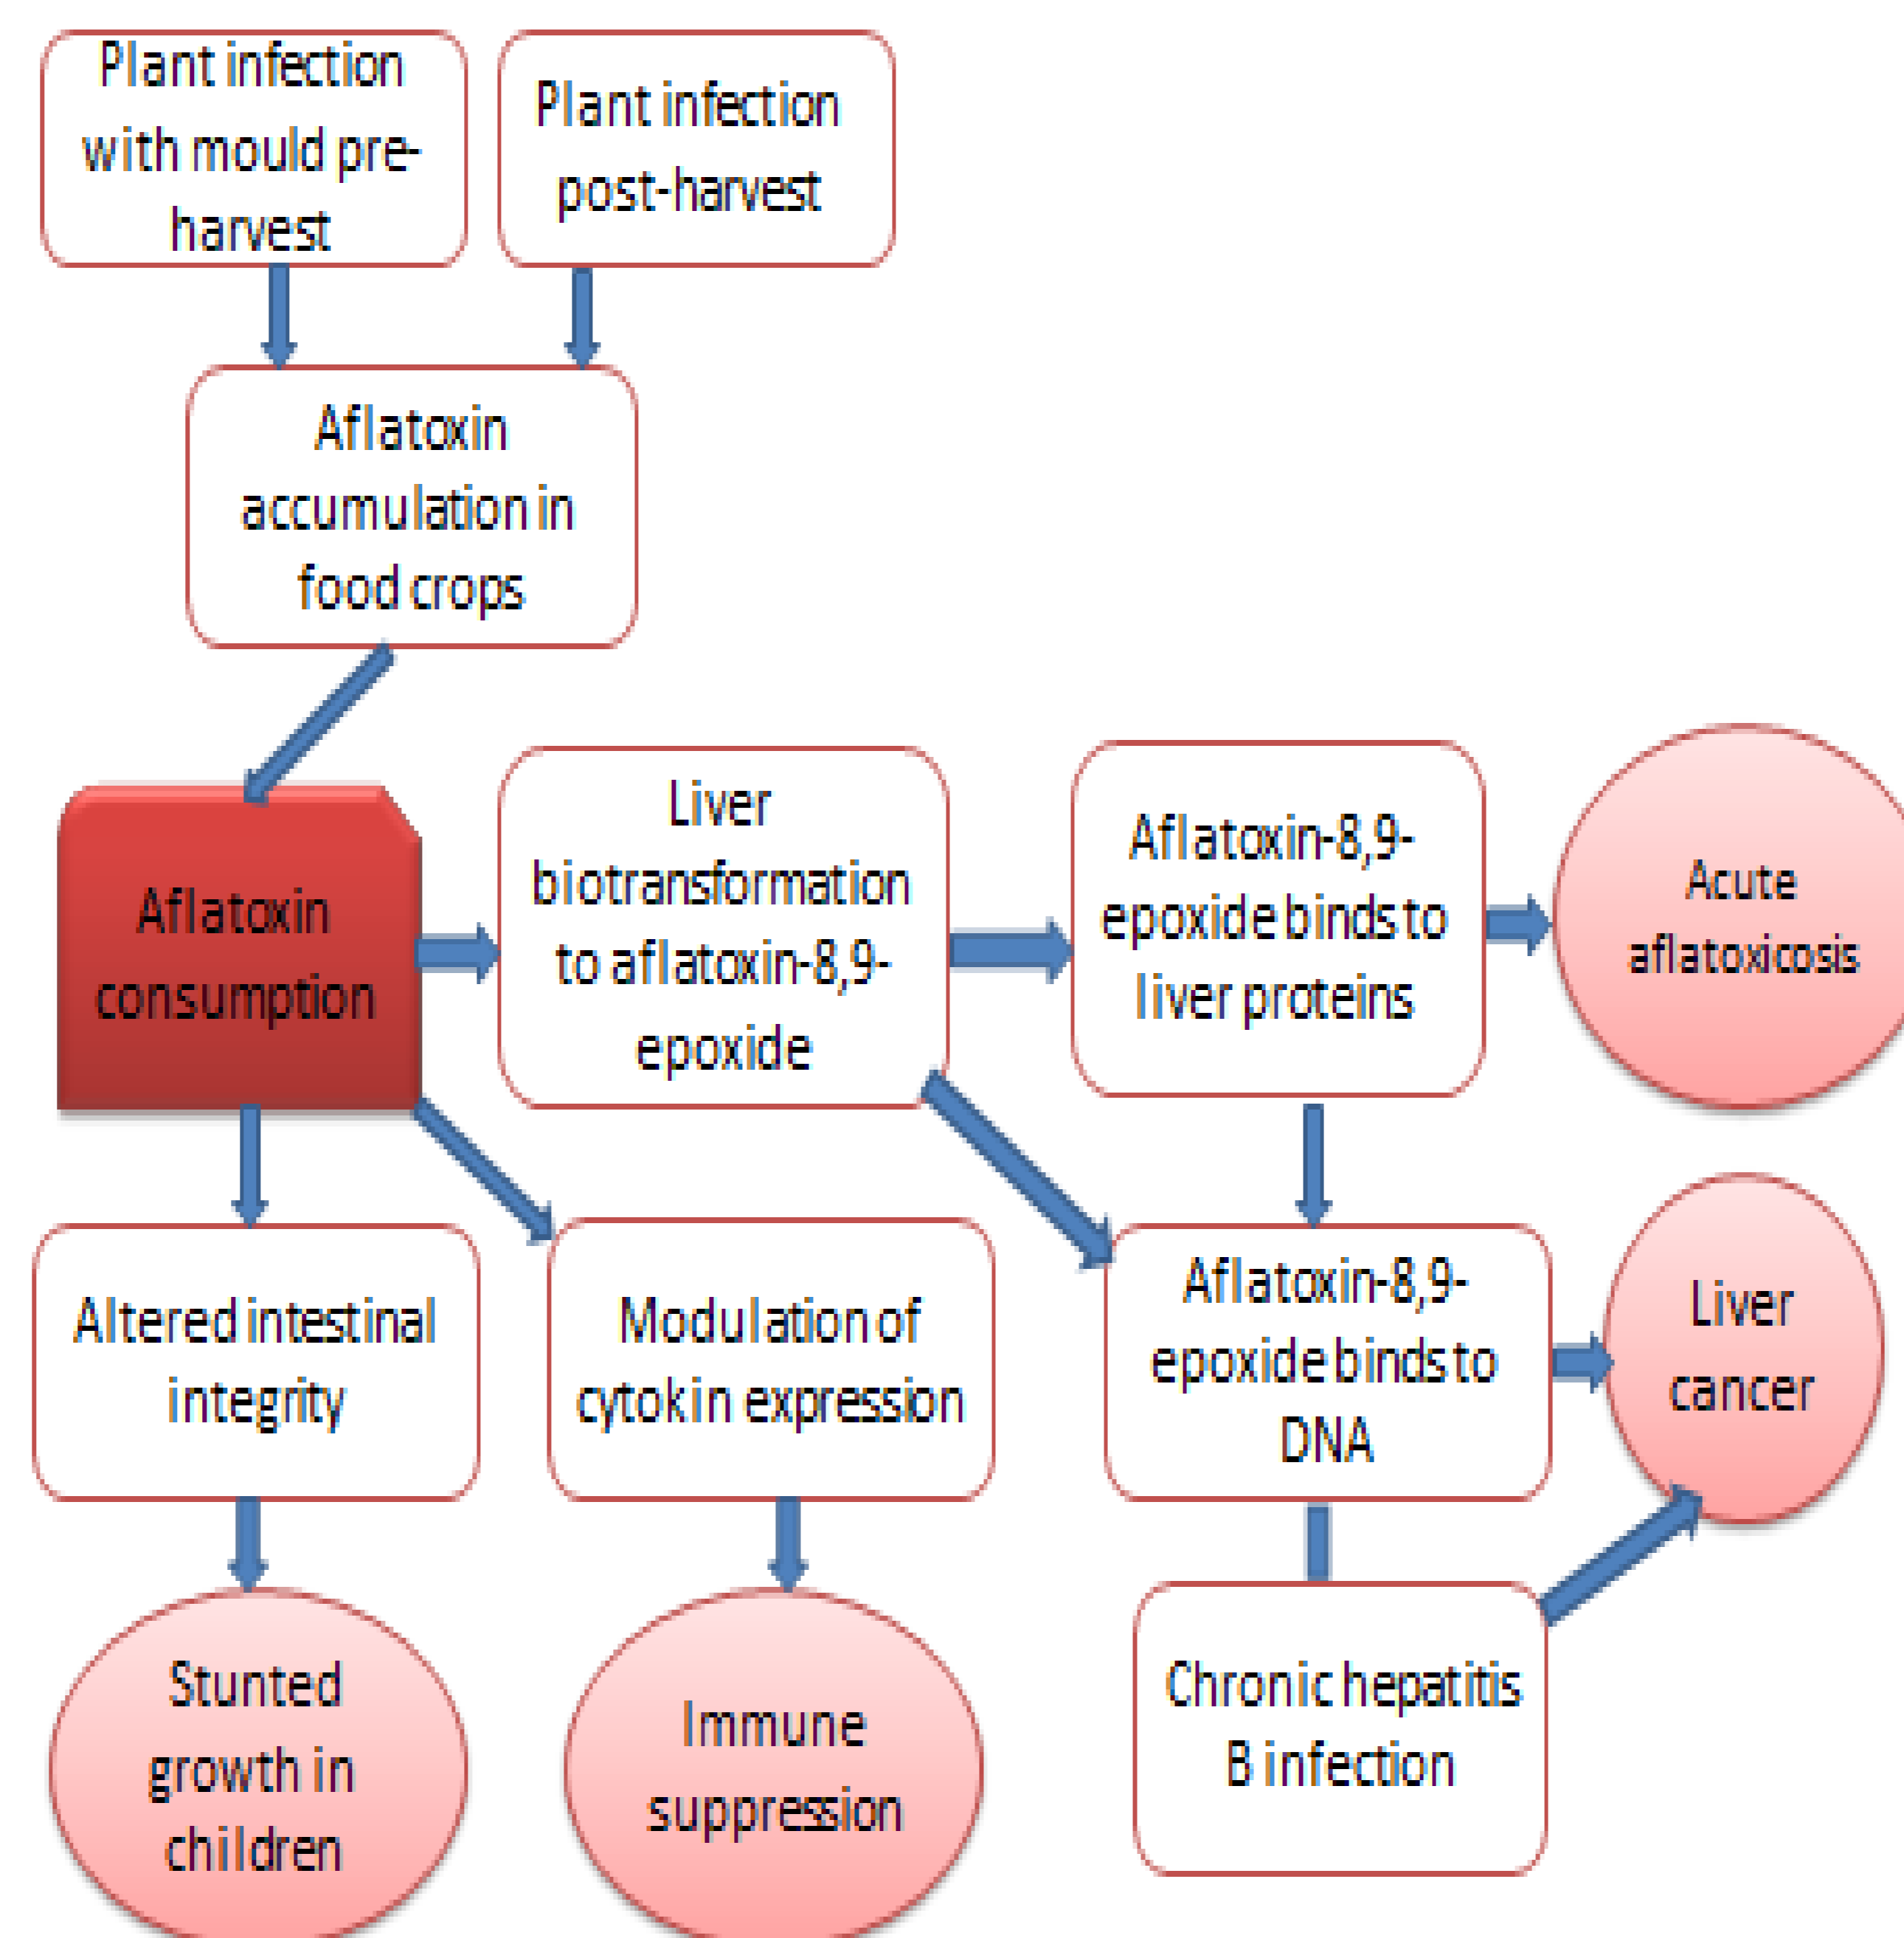 Plant infection
with mould pre-
harvest
Plant infection
post-harvest
Aflatoxin
accumulation in
food crops
Aflatoxin
consumption
Liver
biotransformation
to aflatoxin-8,9-
epoxide
Aflatoxin-8,9-
epoxide binds to
liver proteins
Acute
aflatoxicosis
Altered intestinal
integrity
Modulation of
cytokin expression
Aflatoxin-8,9-
epoxide binds to
DNA
Liver
cancer
Stunted
growth in
children
Immune
suppression
Chronic hepatitis
B infection